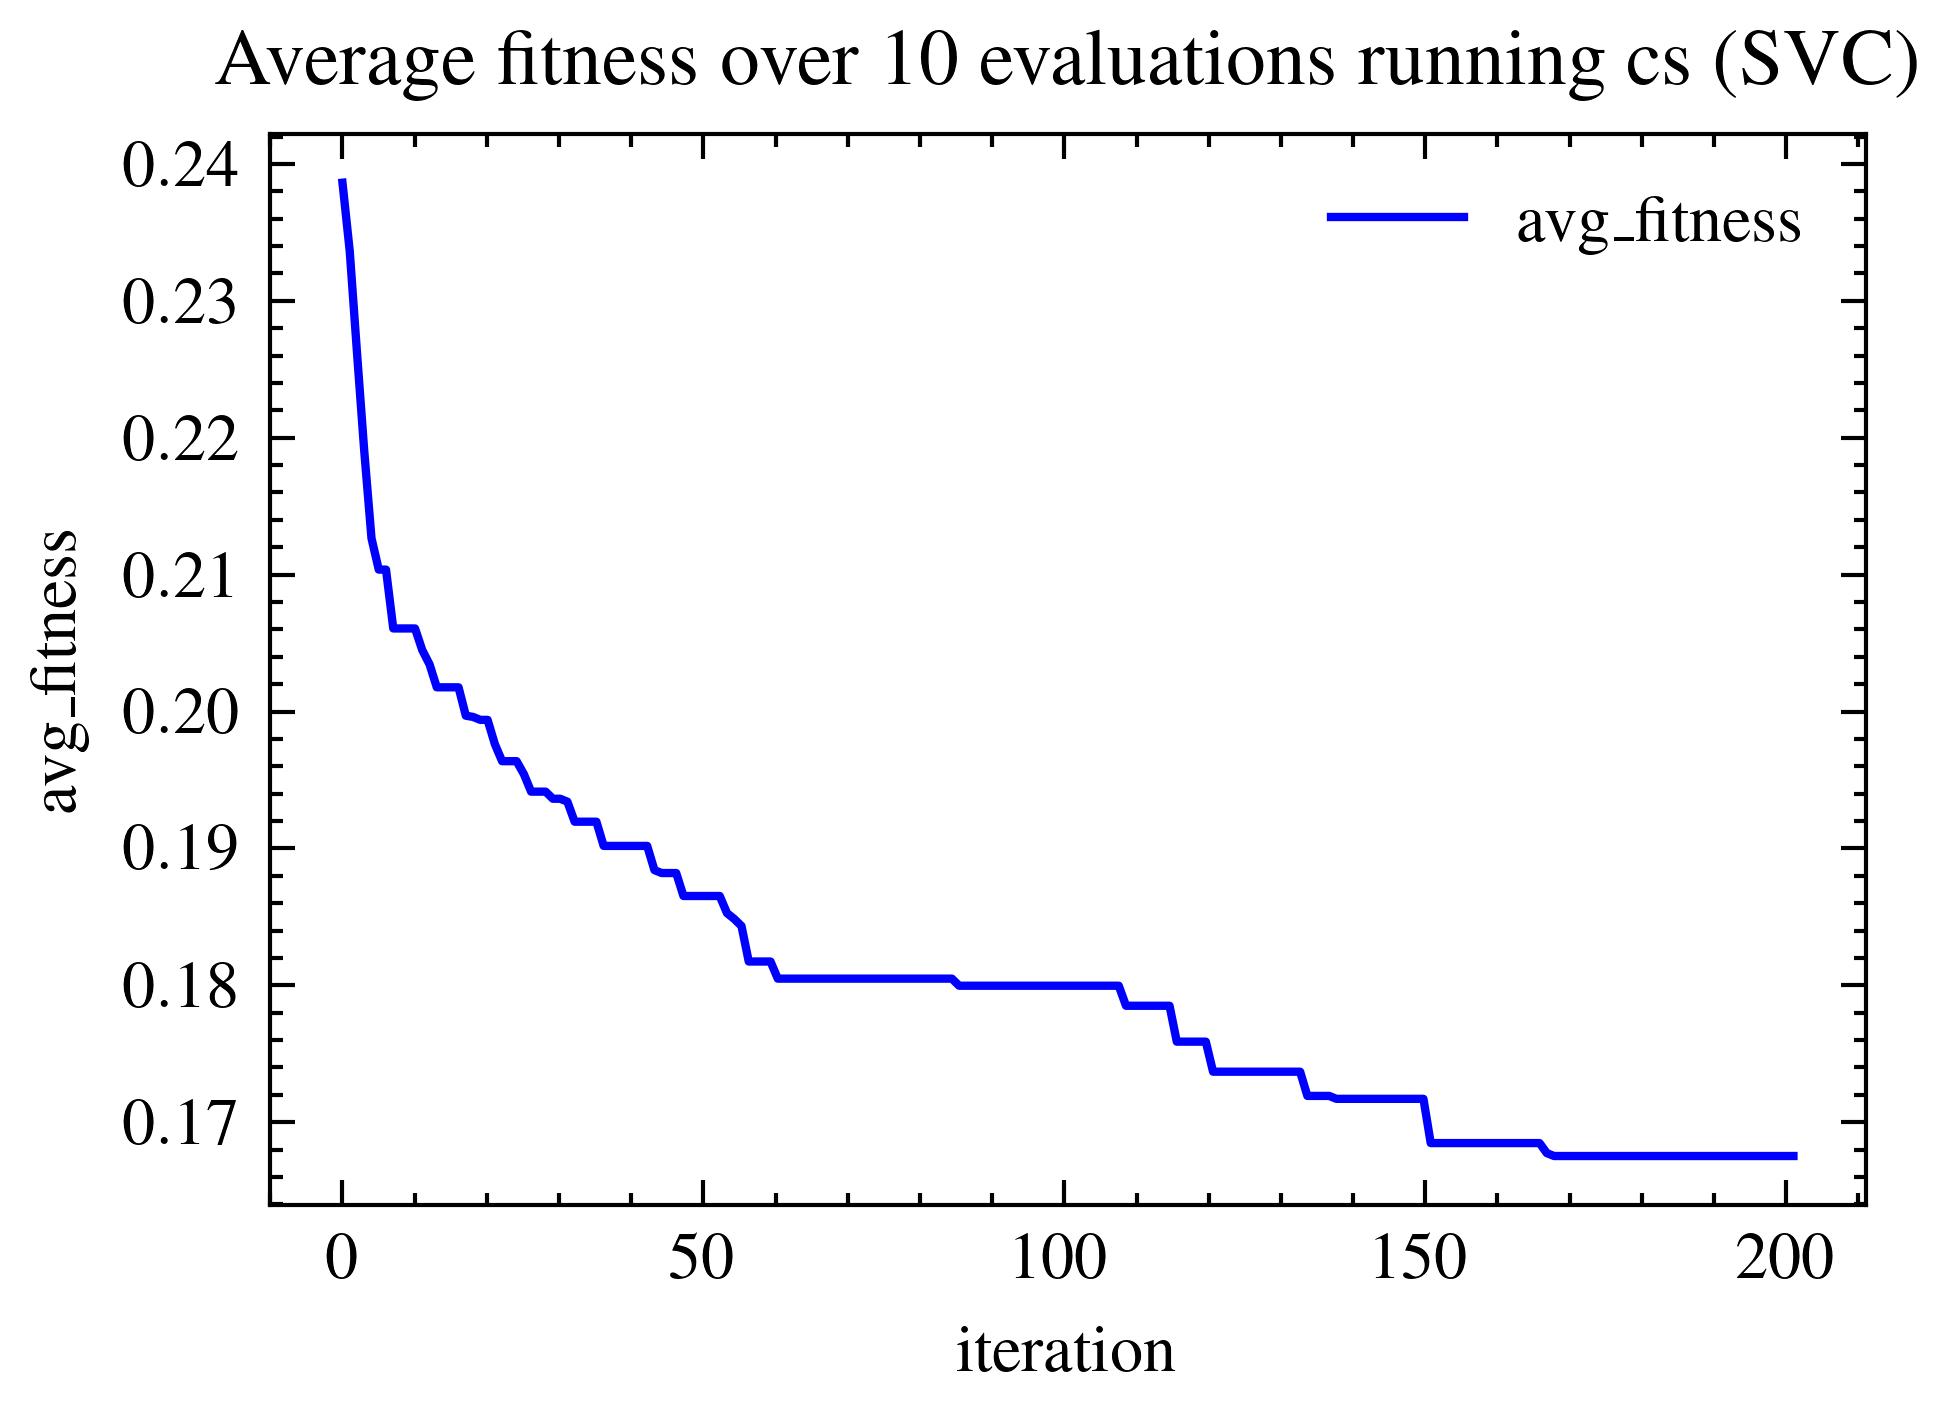 Average fitness over 10 evaluations running cs (SVC)
avg_fitness
0.24
0.23
0.22
0.21
0.20
0.19
0.18
0.17
avg_fitness
0 50 100 150 200
iteration